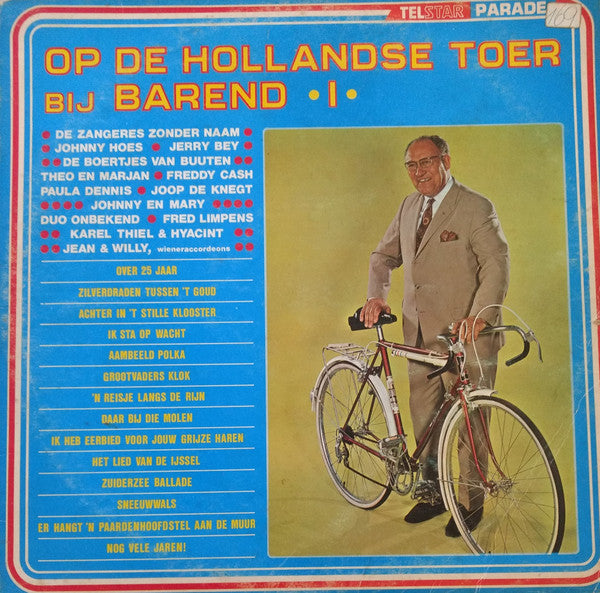 TELSTAR PARADE
OP DE HOLLANDSE TOER
BIJ BAREND •1•
• DE ZANGERES ZONDER NAAM •
• JOHNNY HOES • JERRY BEY •
•• DE BOERTJES VAN BUUTEN ••
THEO EN MARJAN • FREDDY CASH
PAULA DENNIS • JOOP DE KNEGT
•••• JOHNNY EN MARY ••••
DUO ONBEKEND • FRED LIMPENS
•• KAREL THIEL & HYACINT ••
•• JEAN & WILLY, wieneraccordeons ••
OVER 25 JAAR
ZILVERDRADEN TUSSEN 'T GOUD
ACHTER IN 'T STILLE KLOOSTER
IK STA OP WACHT
AAMBEELD POLKA
GROOTVADERS KLOK
'N REISJE LANGS DE RIJN
DAAR BIJ DIE MOLEN
IK HEB EERBIED VOOR JOUW GRIJZE HAREN
HET LIED VAN DE IJSSEL
ZUIDERZEE BALLADE
SNEEUWWALS
ER HANGT 'N PAARDENHOOFDSTEL AAN DE MUUR
NOG VELE JAREN!